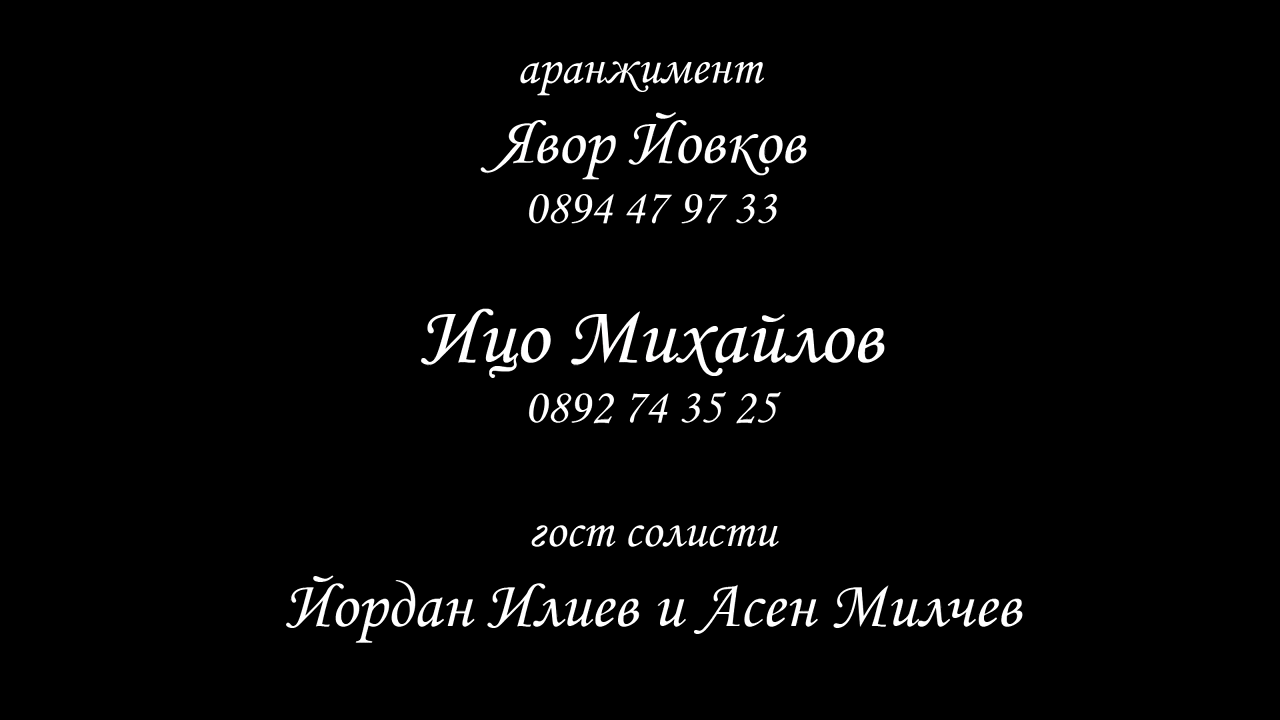 аранжимент
Явор Йовков
0894 47 97 33
Ицо Михайлов
0892 74 35 25
гост солисти
Йордан Илиев и Асен Милчев